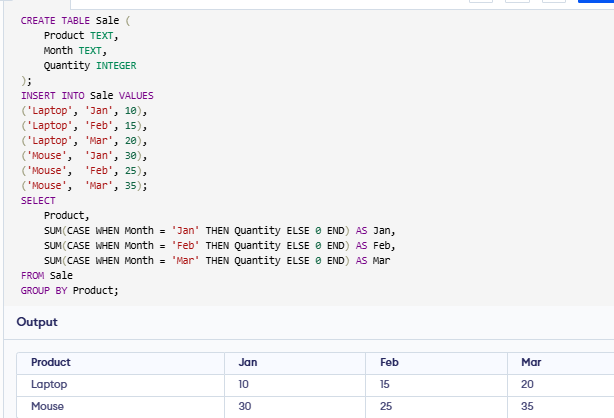 CREATE TABLE Sale (
    Product TEXT,
    Month TEXT,
    Quantity INTEGER
);
INSERT INTO Sale VALUES
('Laptop', 'Jan', 10),
('Laptop', 'Feb', 15),
('Laptop', 'Mar', 20),
('Mouse',  'Jan', 30),
('Mouse',  'Feb', 25),
('Mouse',  'Mar', 35);
SELECT
    Product,
    SUM(CASE WHEN Month = 'Jan' THEN Quantity ELSE 0 END) AS Jan,
    SUM(CASE WHEN Month = 'Feb' THEN Quantity ELSE 0 END) AS Feb,
    SUM(CASE WHEN Month = 'Mar' THEN Quantity ELSE 0 END) AS Mar
FROM Sale
GROUP BY Product;
Output
Product Jan Feb Mar
Laptop 10 15 20
Mouse 30 25 35